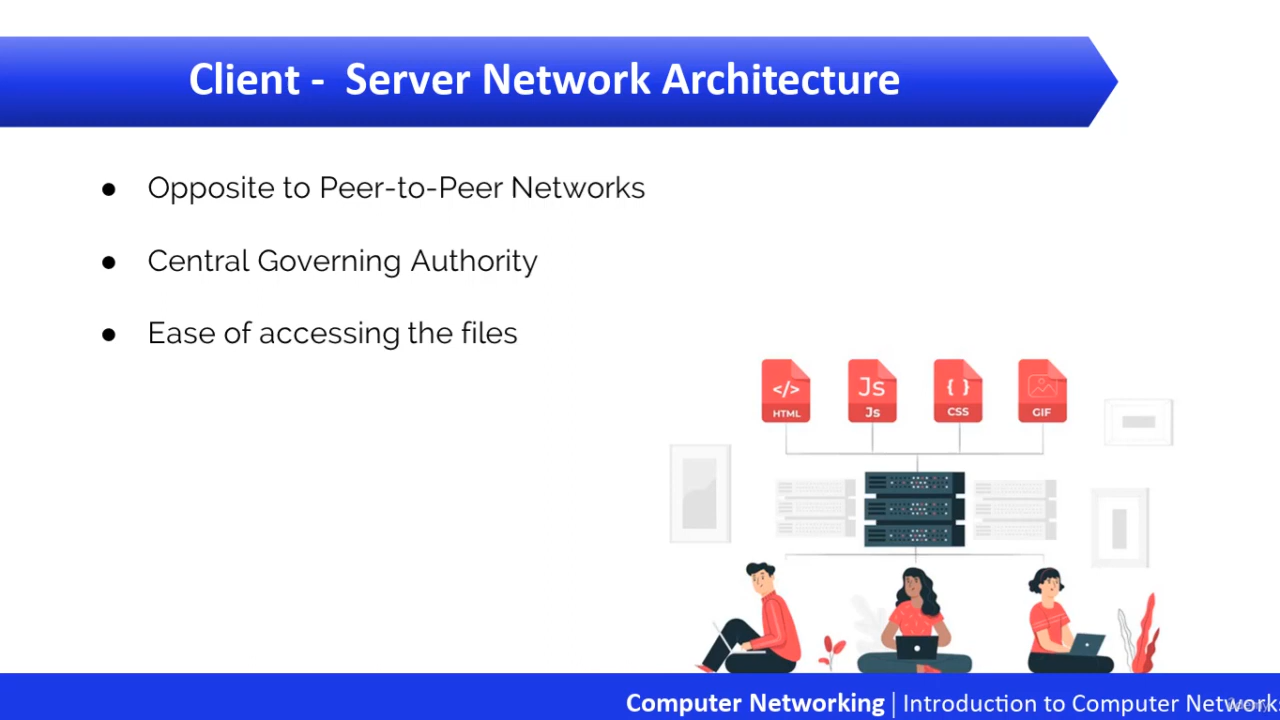 Client - Server Network Architecture
● Opposite to Peer-to-Peer Networks
● Central Governing Authority
● Ease of accessing the files
</> Js { }
HTML Js CSS GIF
Computer Networking | Introduction to Computer Networks